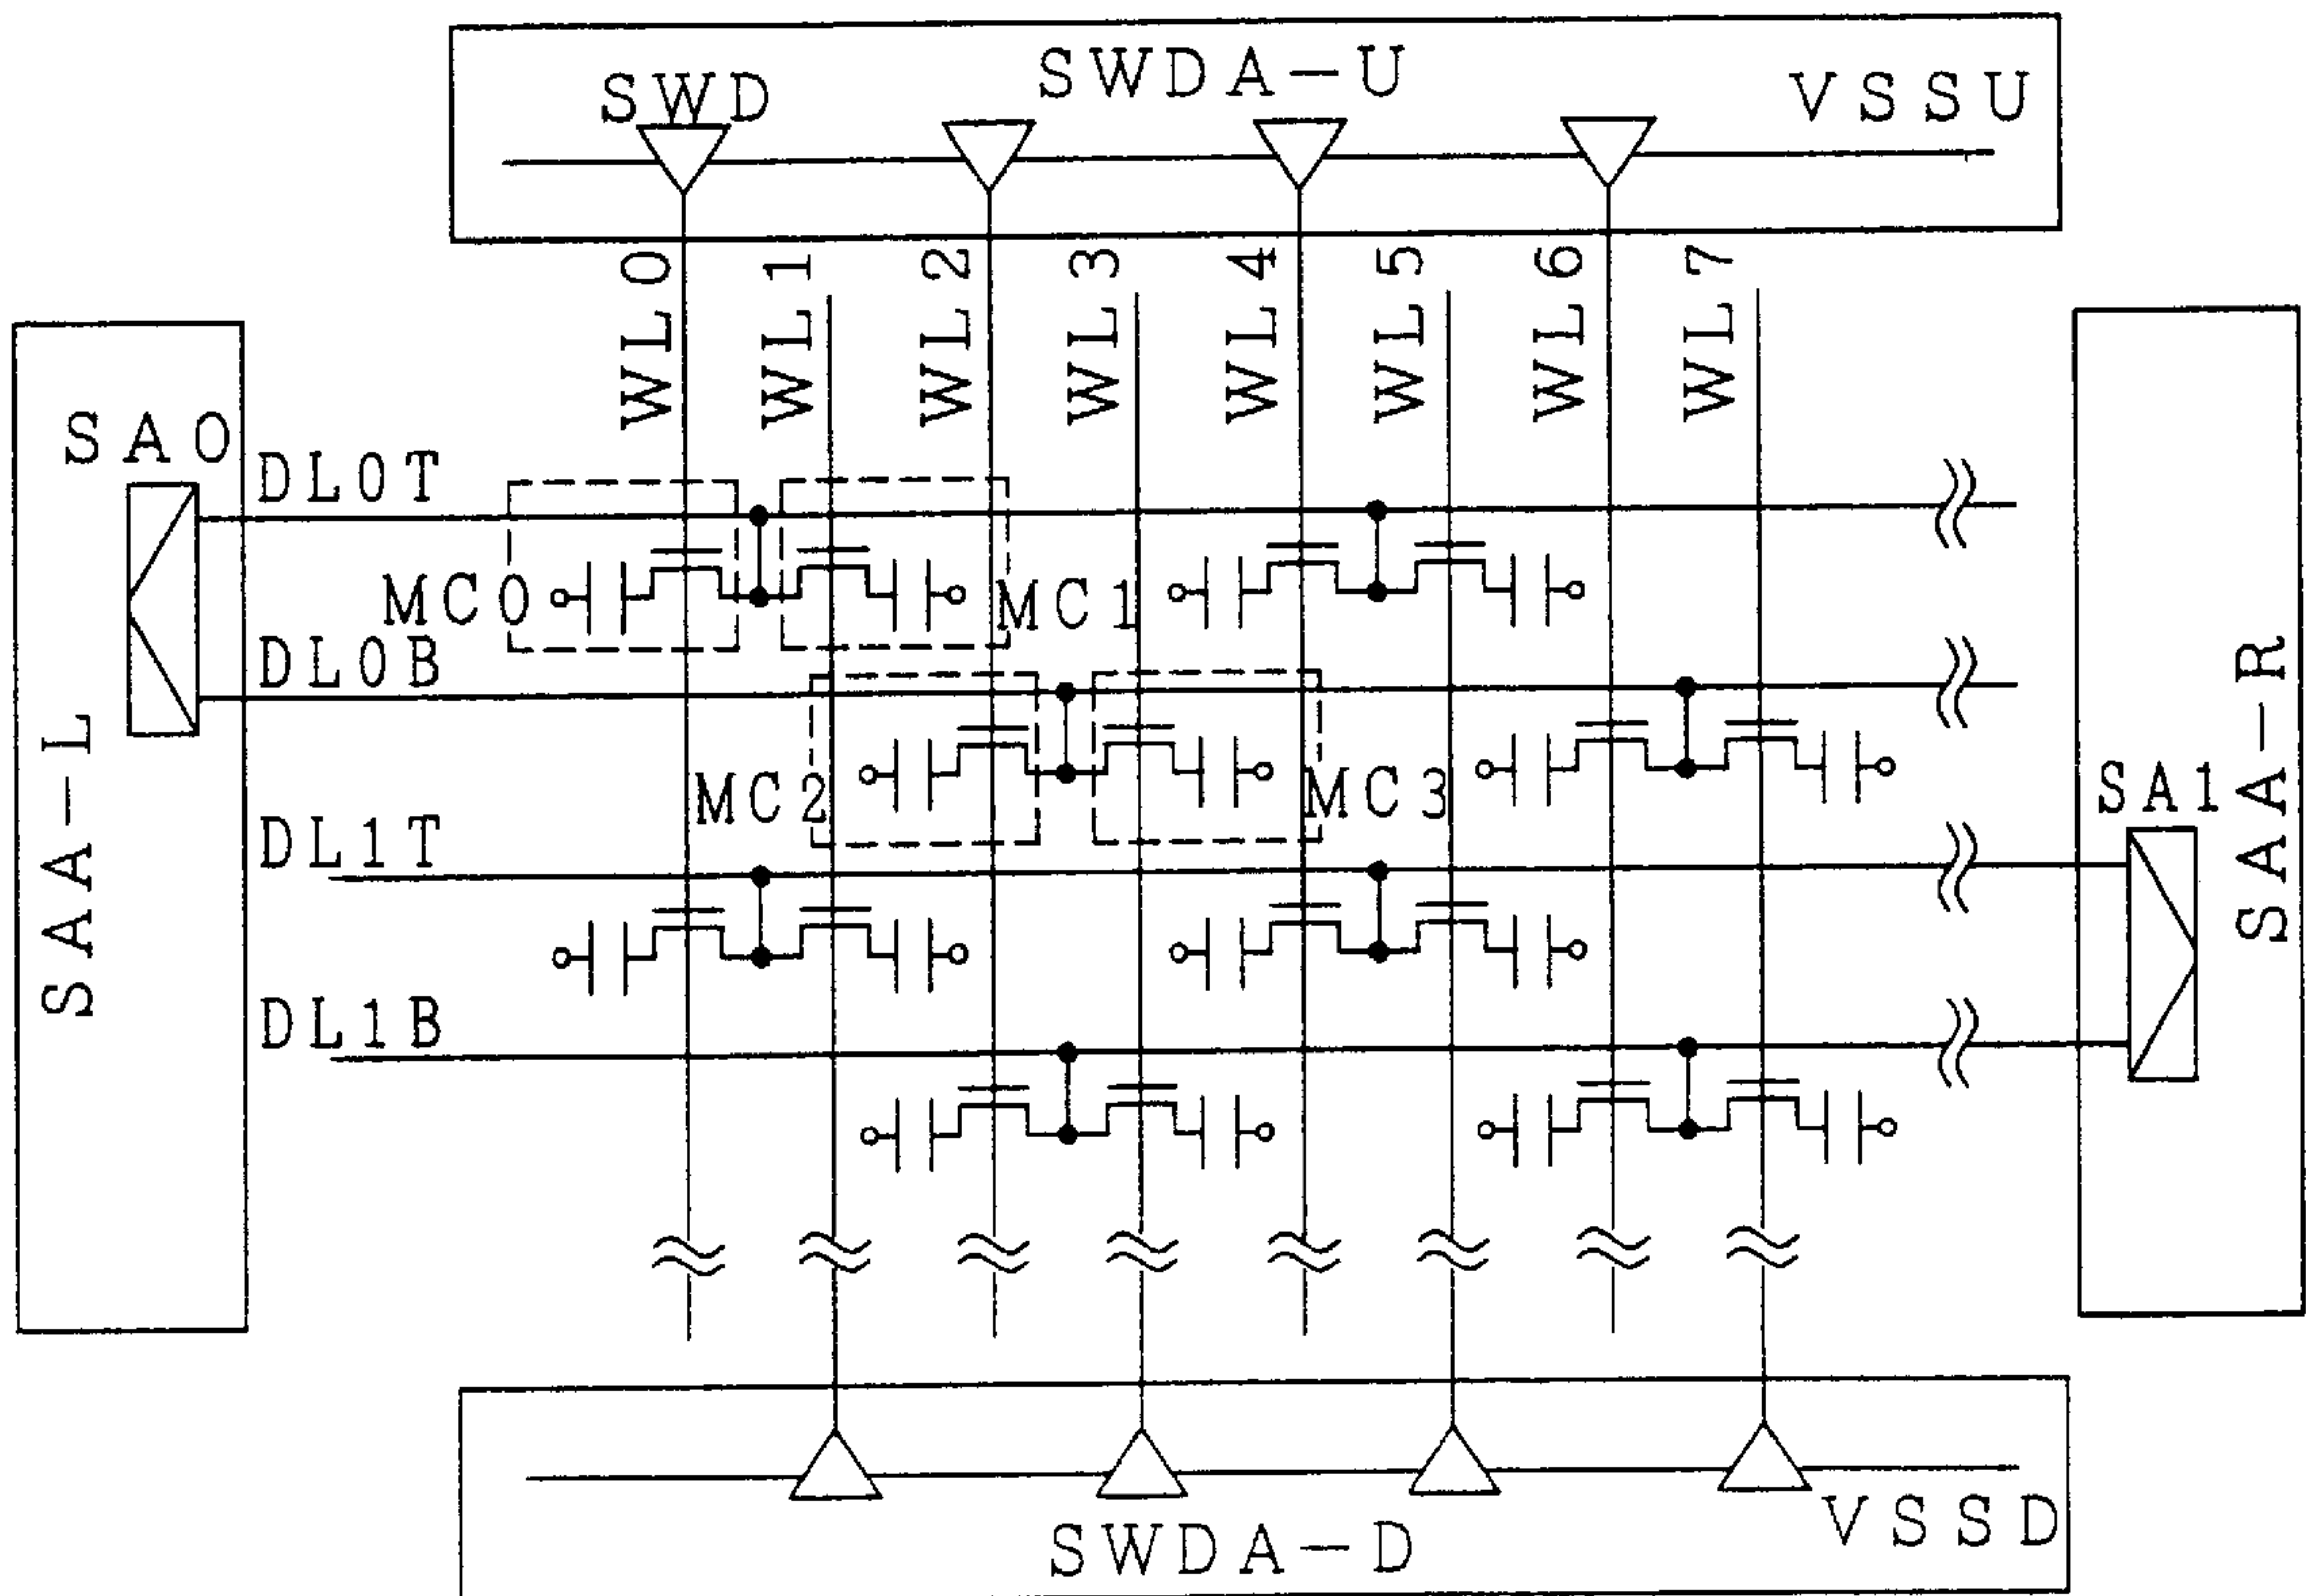 SWDA-U
SWD
VSSU
WL0
WL1
WL2
WL3
WL4
WL5
WL6
WL7
SA0
DL0T
MC0
MC1
DL0B
MC2
MC3
SA1
DL1T
DL1B
SAA-L
SAA-R
VSSD
SWDA-D